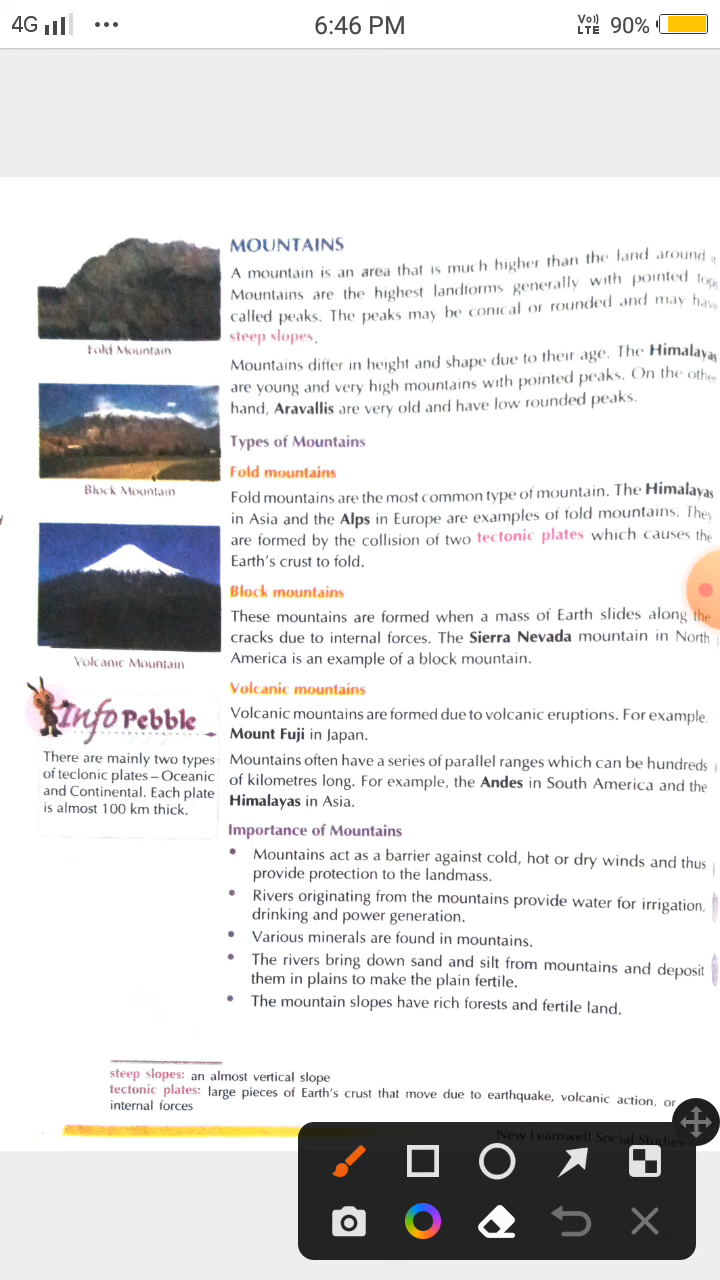 4G
6:46 PM
Vo))
LTE
90%
MOUNTAINS
A mountain is an area that is much higher than the land around it
Mountains are the highest landforms generally with pointed tops
called peaks. The peaks may be conical or rounded and may have
steep slopes.
Fold Mountain
Mountains differ in height and shape due to their age. The Himalayas
are young and very high mountains with pointed peaks. On the other
hand, Aravallis are very old and have low rounded peaks.
Types of Mountains
Fold mountains
Block Mountain
Fold mountains are the most common type of mountain. The Himalayas
in Asia and the Alps in Europe are examples of fold mountains. They
are formed by the collision of two tectonic plates which causes the
Earth's crust to fold.
Block mountains
These mountains are formed when a mass of Earth slides along the
cracks due to internal forces. The Sierra Nevada mountain in North
America is an example of a block mountain.
Volcanic Mountain
Volcanic mountains
Volcanic mountains are formed due to volcanic eruptions. For example,
Mount Fuji in Japan.
Mountains often have a series of parallel ranges which can be hundreds
of kilometres long. For example, the Andes in South America and the
Himalayas in Asia.
Info Pebble
There are mainly two types
of teclonic plates – Oceanic
and Continental. Each plate
is almost 100 km thick.
Importance of Mountains
• Mountains act as a barrier against cold, hot or dry winds and thus
provide protection to the landmass.
• Rivers originating from the mountains provide water for irrigation,
drinking and power generation.
• Various minerals are found in mountains.
• The rivers bring down sand and silt from mountains and deposit
them in plains to make the plain fertile.
• The mountain slopes have rich forests and fertile land.
steep slopes: an almost vertical slope
tectonic plates: large pieces of Earth's crust that move due to earthquake, volcanic action, or
internal forces
New Learnwell Social Studies